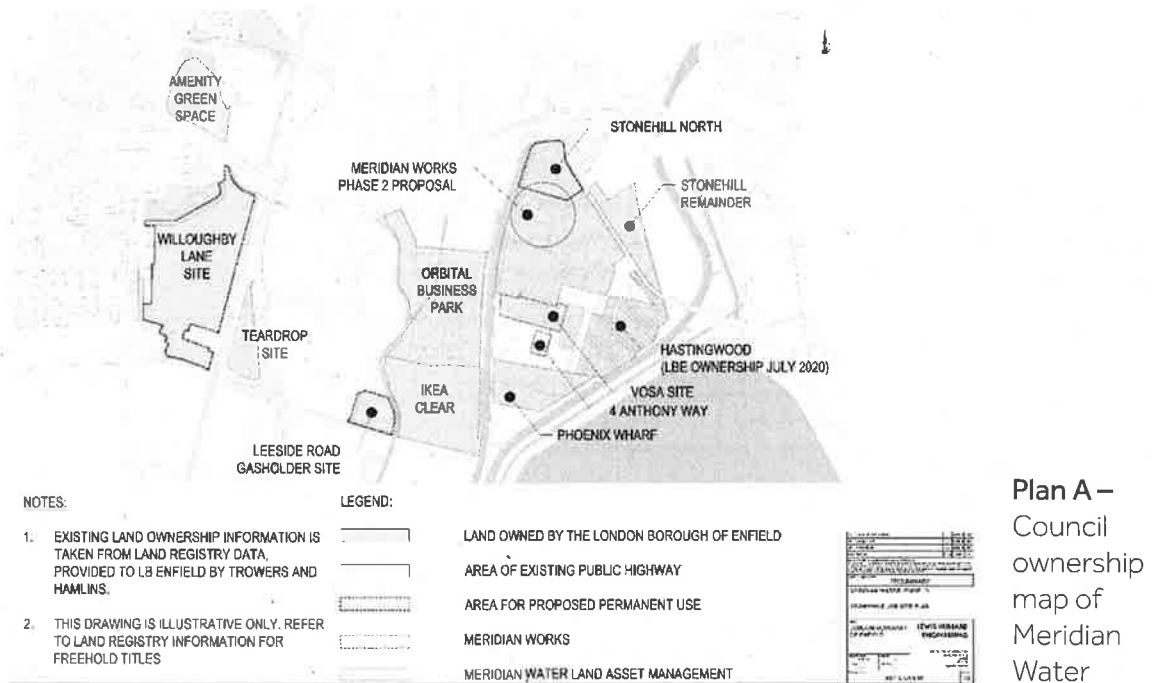 AMENITY
GREEN
SPACE
STONEHILL NORTH
MERIDIAN WORKS
PHASE 2 PROPOSAL
STONEHILL
REMAINDER
WILLOUGHBY
LANE
SITE
ORBITAL
BUSINESS
PARK
TEARDROP
SITE
HASTINGWOOD
(LBE OWNERSHIP JULY 2020)
IKEA
CLEAR
VOSA SITE
4 ANTHONY WAY
PHOENIX WHARF
LEESIDE ROAD
GASHOLDER SITE
NOTES:
1. EXISTING LAND OWNERSHIP INFORMATION IS
TAKEN FROM LAND REGISTRY DATA,
PROVIDED TO LB ENFIELD BY TROWERS AND
HAMLINS.
2. THIS DRAWING IS ILLUSTRATIVE ONLY. REFER
TO LAND REGISTRY INFORMATION FOR
FREEHOLD TITLES
LEGEND:
LAND OWNED BY THE LONDON BOROUGH OF ENFIELD
AREA OF EXISTING PUBLIC HIGHWAY
AREA FOR PROPOSED PERMANENT USE
MERIDIAN WORKS
MERIDIAN WATER LAND ASSET MANAGEMENT
PRELIMINARY
Plan A –
Council
ownership
map of
Meridian
Water